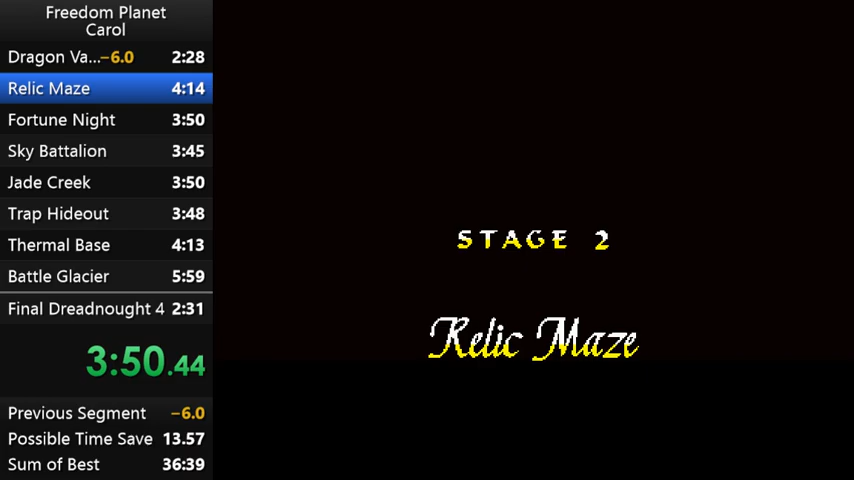 Freedom Planet
Carol
Dragon Va... −6.0 2:28
Relic Maze 4:14
Fortune Night 3:50
Sky Battalion 3:45
Jade Creek 3:50
Trap Hideout 3:48
Thermal Base 4:13
Battle Glacier 5:59
Final Dreadnought 4 2:31
3:50.44
Previous Segment −6.0
Possible Time Save 13.57
Sum of Best 36:39
STAGE 2
Relic Maze